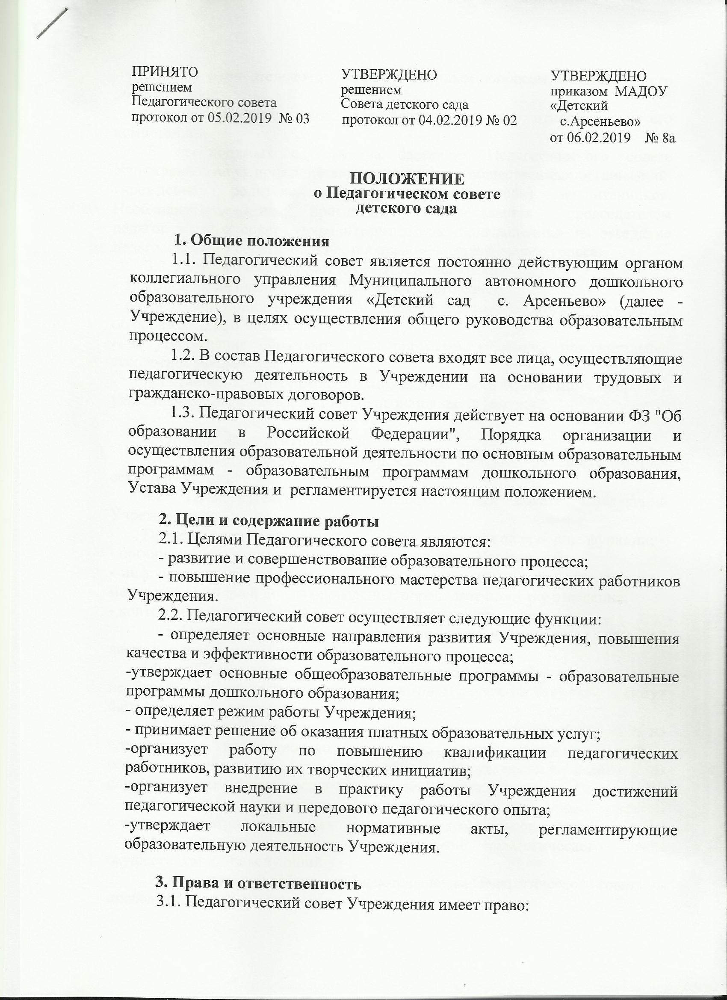 ПРИНЯТО
решением
Педагогического совета
протокол от 05.02.2019 № 03
УТВЕРЖДЕНО
решением
Совета детского сада
протокол от 04.02.2019 № 02
УТВЕРЖДЕНО
приказом МАДОУ
«Детский
с.Арсеньево»
от 06.02.2019 № 8а
ПОЛОЖЕНИЕ
о Педагогическом совете
детского сада
1. Общие положения
1.1. Педагогический совет является постоянно действующим органом
коллегиального управления Муниципального автономного дошкольного
образовательного учреждения «Детский сад с. Арсеньево» (далее -
Учреждение), в целях осуществления общего руководства образовательным
процессом.
1.2. В состав Педагогического совета входят все лица, осуществляющие
педагогическую деятельность в Учреждении на основании трудовых и
гражданско-правовых договоров.
1.3. Педагогический совет Учреждения действует на основании ФЗ "Об
образовании в Российской Федерации", Порядка организации и
осуществления образовательной деятельности по основным образовательным
программам - образовательным программам дошкольного образования,
Устава Учреждения и регламентируется настоящим положением.
2. Цели и содержание работы
2.1. Целями Педагогического совета являются:
- развитие и совершенствование образовательного процесса;
- повышение профессионального мастерства педагогических работников
Учреждения.
2.2. Педагогический совет осуществляет следующие функции:
- определяет основные направления развития Учреждения, повышения
качества и эффективности образовательного процесса;
-утверждает основные общеобразовательные программы - образовательные
программы дошкольного образования;
- определяет режим работы Учреждения;
- принимает решение об оказания платных образовательных услуг;
-организует работу по повышению квалификации педагогических
работников, развитию их творческих инициатив;
-организует внедрение в практику работы Учреждения достижений
педагогической науки и передового педагогического опыта;
-утверждает локальные нормативные акты, регламентирующие
образовательную деятельность Учреждения.
3. Права и ответственность
3.1. Педагогический совет Учреждения имеет право: